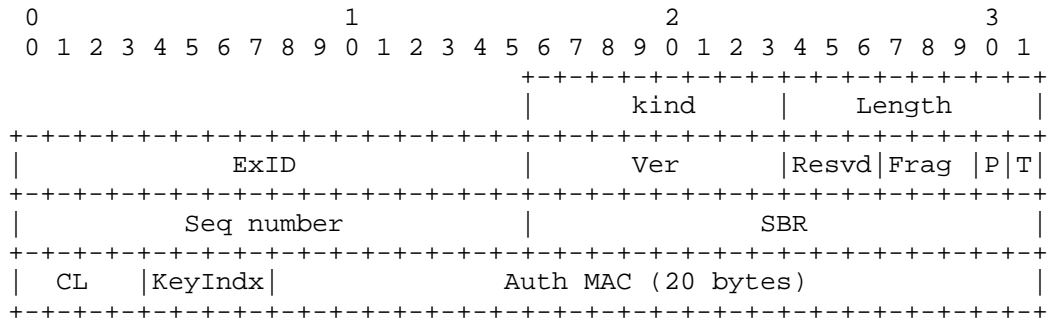 0                   1                   2                   3
0 1 2 3 4 5 6 7 8 9 0 1 2 3 4 5 6 7 8 9 0 1 2 3 4 5 6 7 8 9 0 1
                                +-+-+-+-+-+-+-+-+-+-+-+-+-+-+-+-+
                                |      kind     |    Length     |
+-+-+-+-+-+-+-+-+-+-+-+-+-+-+-+-+-+-+-+-+-+-+-+-+-+-+-+-+-+-+-+-+
|             ExID              |      Ver      |Resvd|Frag |P|T|
+-+-+-+-+-+-+-+-+-+-+-+-+-+-+-+-+-+-+-+-+-+-+-+-+-+-+-+-+-+-+-+-+
|          Seq number           |              SBR              |
+-+-+-+-+-+-+-+-+-+-+-+-+-+-+-+-+-+-+-+-+-+-+-+-+-+-+-+-+-+-+-+-+
|  CL   |KeyIndx|              Auth MAC (20 bytes)              |
+-+-+-+-+-+-+-+-+-+-+-+-+-+-+-+-+-+-+-+-+-+-+-+-+-+-+-+-+-+-+-+-+